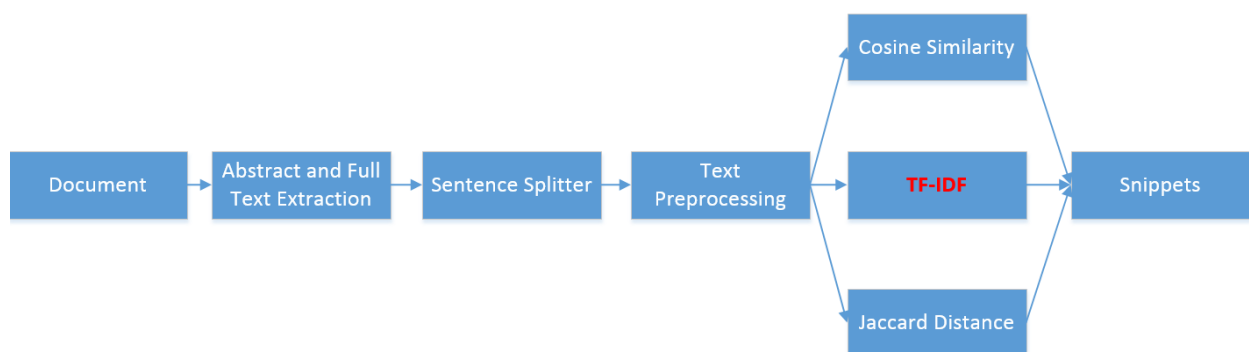 Document
Abstract and Full
Text Extraction
Sentence Splitter
Text
Preprocessing
Cosine Similarity
TF-IDF
Jaccard Distance
Snippets